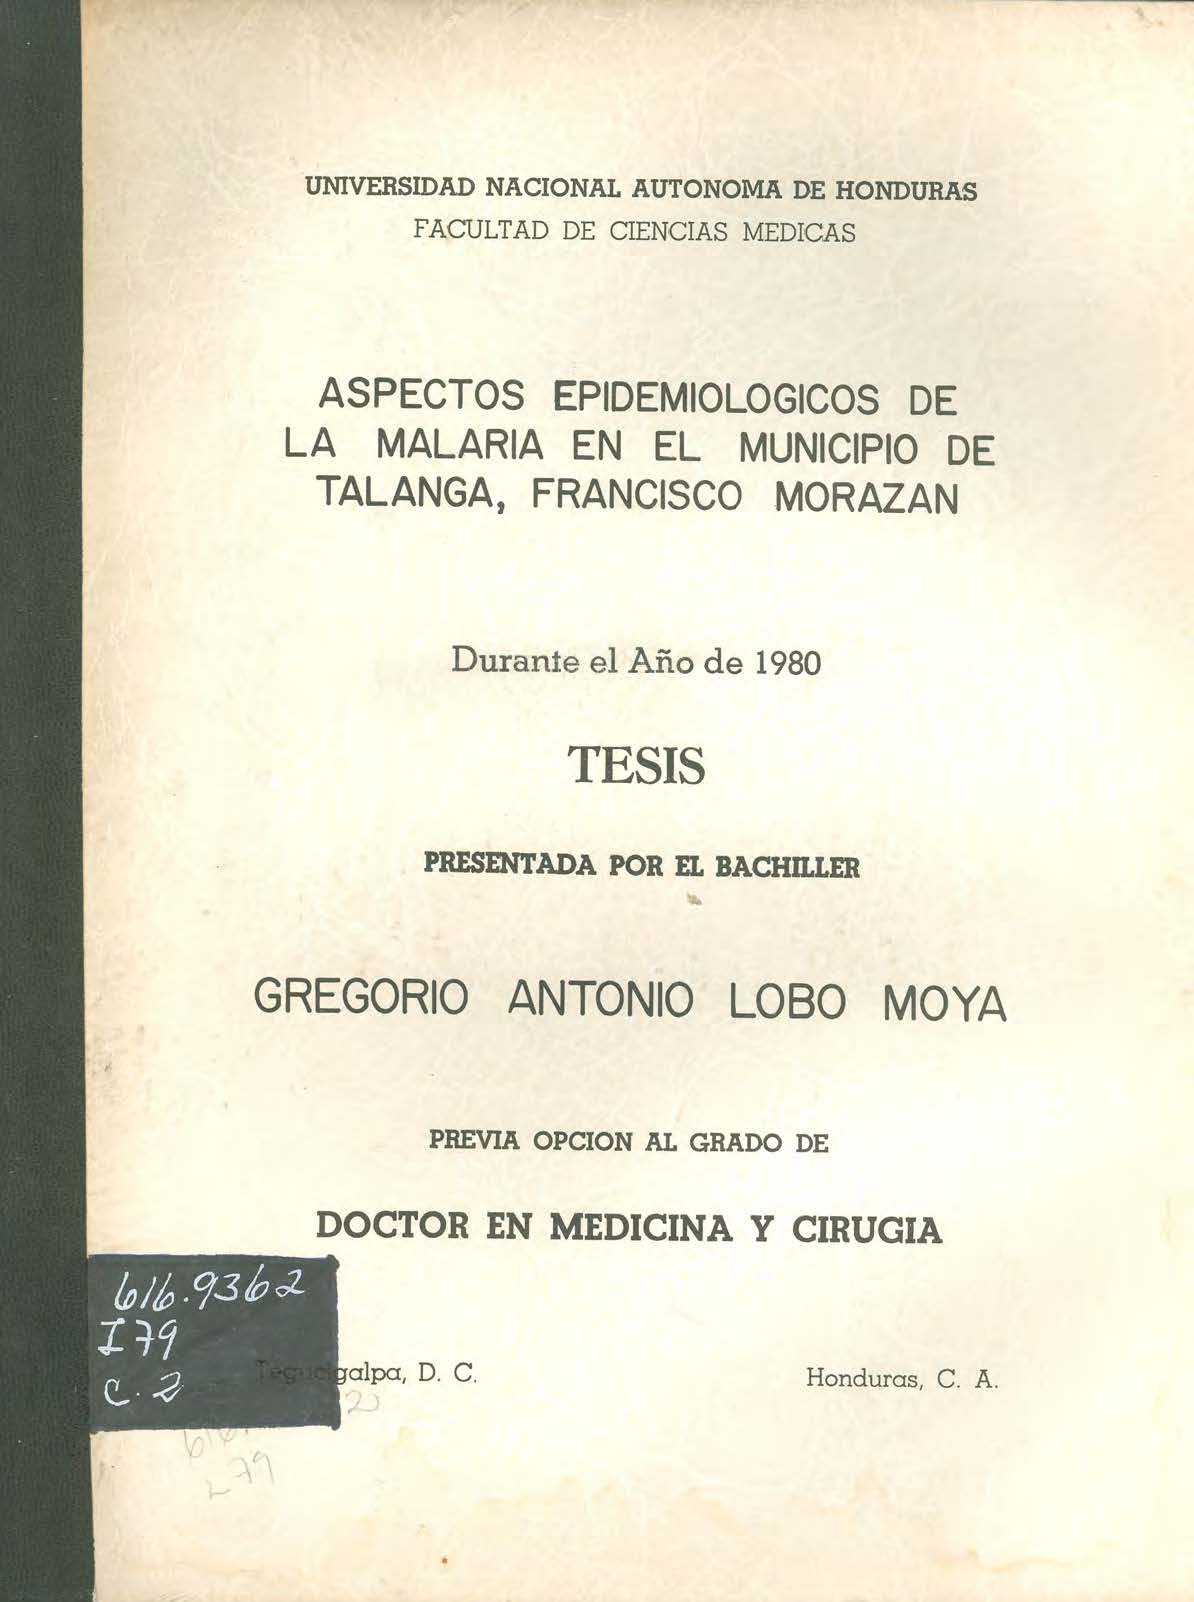 UNIVERSIDAD NACIONAL AUTONOMA DE HONDURAS
FACULTAD DE CIENCIAS MEDICAS
ASPECTOS EPIDEMIOLOGICOS DE
LA MALARIA EN EL MUNICIPIO DE
TALANGA, FRANCISCO MORAZAN
Durante el Año de 1980
TESIS
PRESENTADA POR EL BACHILLER
GREGORIO ANTONIO LOBO MOYA
PREVIA OPCION AL GRADO DE
DOCTOR EN MEDICINA Y CIRUGIA
616.9362
I79
C.2
Tegucigalpa, D. C.
Honduras, C. A.
L79